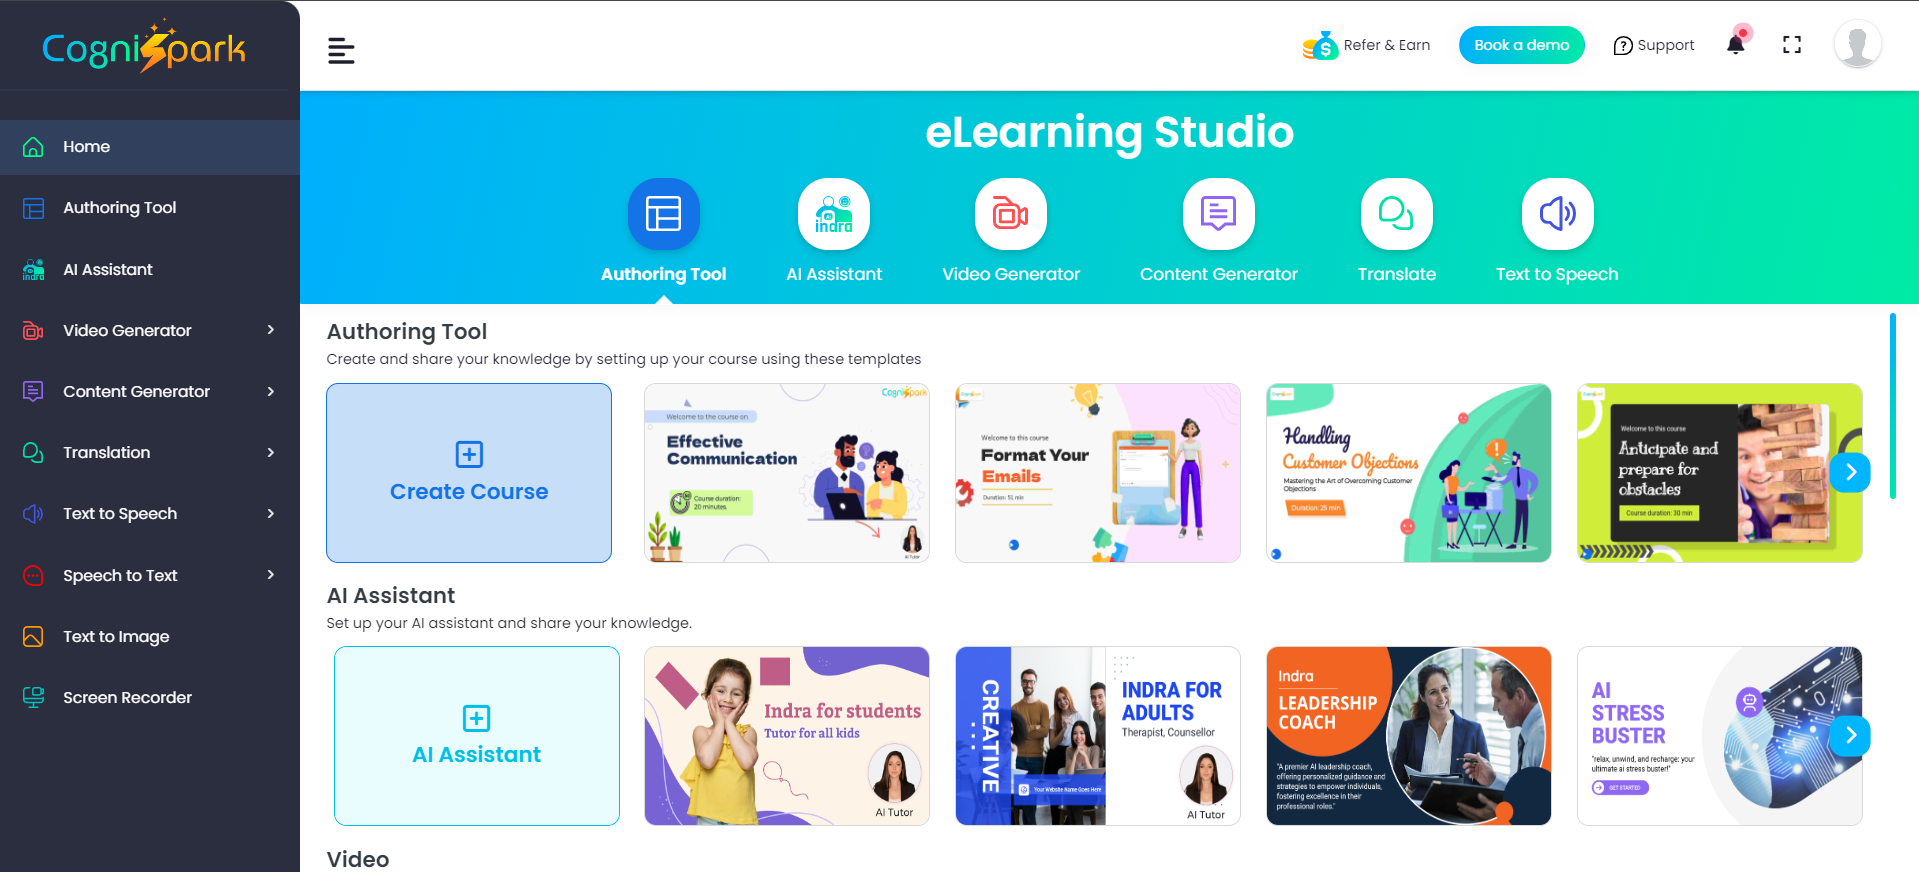 CogniSpark
Refer & Earn
Book a demo
Support
Home
Authoring Tool
AI Assistant
Video Generator
Content Generator
Translation
Text to Speech
Speech to Text
Text to Image
Screen Recorder
eLearning Studio
indra
Authoring Tool
AI Assistant
Video Generator
Content Generator
Translate
Text to Speech
Authoring Tool
Create and share your knowledge by setting up your course using these templates
Create Course
CogniSpark
Welcome to the course on
Effective
Communication
Course duration:
20 minutes.
AI Tutor
Welcome to this course
Format Your
Emails
Duration: 51 min
Handling
Customer Objections
Mastering the Art of Overcoming Customer
Objections
Duration: 25 min
Welcome to this course
Anticipate and
prepare for
obstacles
Course duration: 30 min
AI Assistant
Set up your AI assistant and share your knowledge.
AI Assistant
Indra for students
Tutor for all kids
AI Tutor
CREATIVE
INDRA FOR
ADULTS
Therapist, Counsellor
Your Website Name Goes Here
AI Tutor
Indra
LEADERSHIP
COACH
"A premier AI leadership coach,
offering personalized guidance and
strategies to empower individuals,
fostering excellence in their
professional roles."
AI
STRESS
BUSTER
"relax, unwind, and recharge: your
ultimate ai stress buster!"
GET STARTED
Video